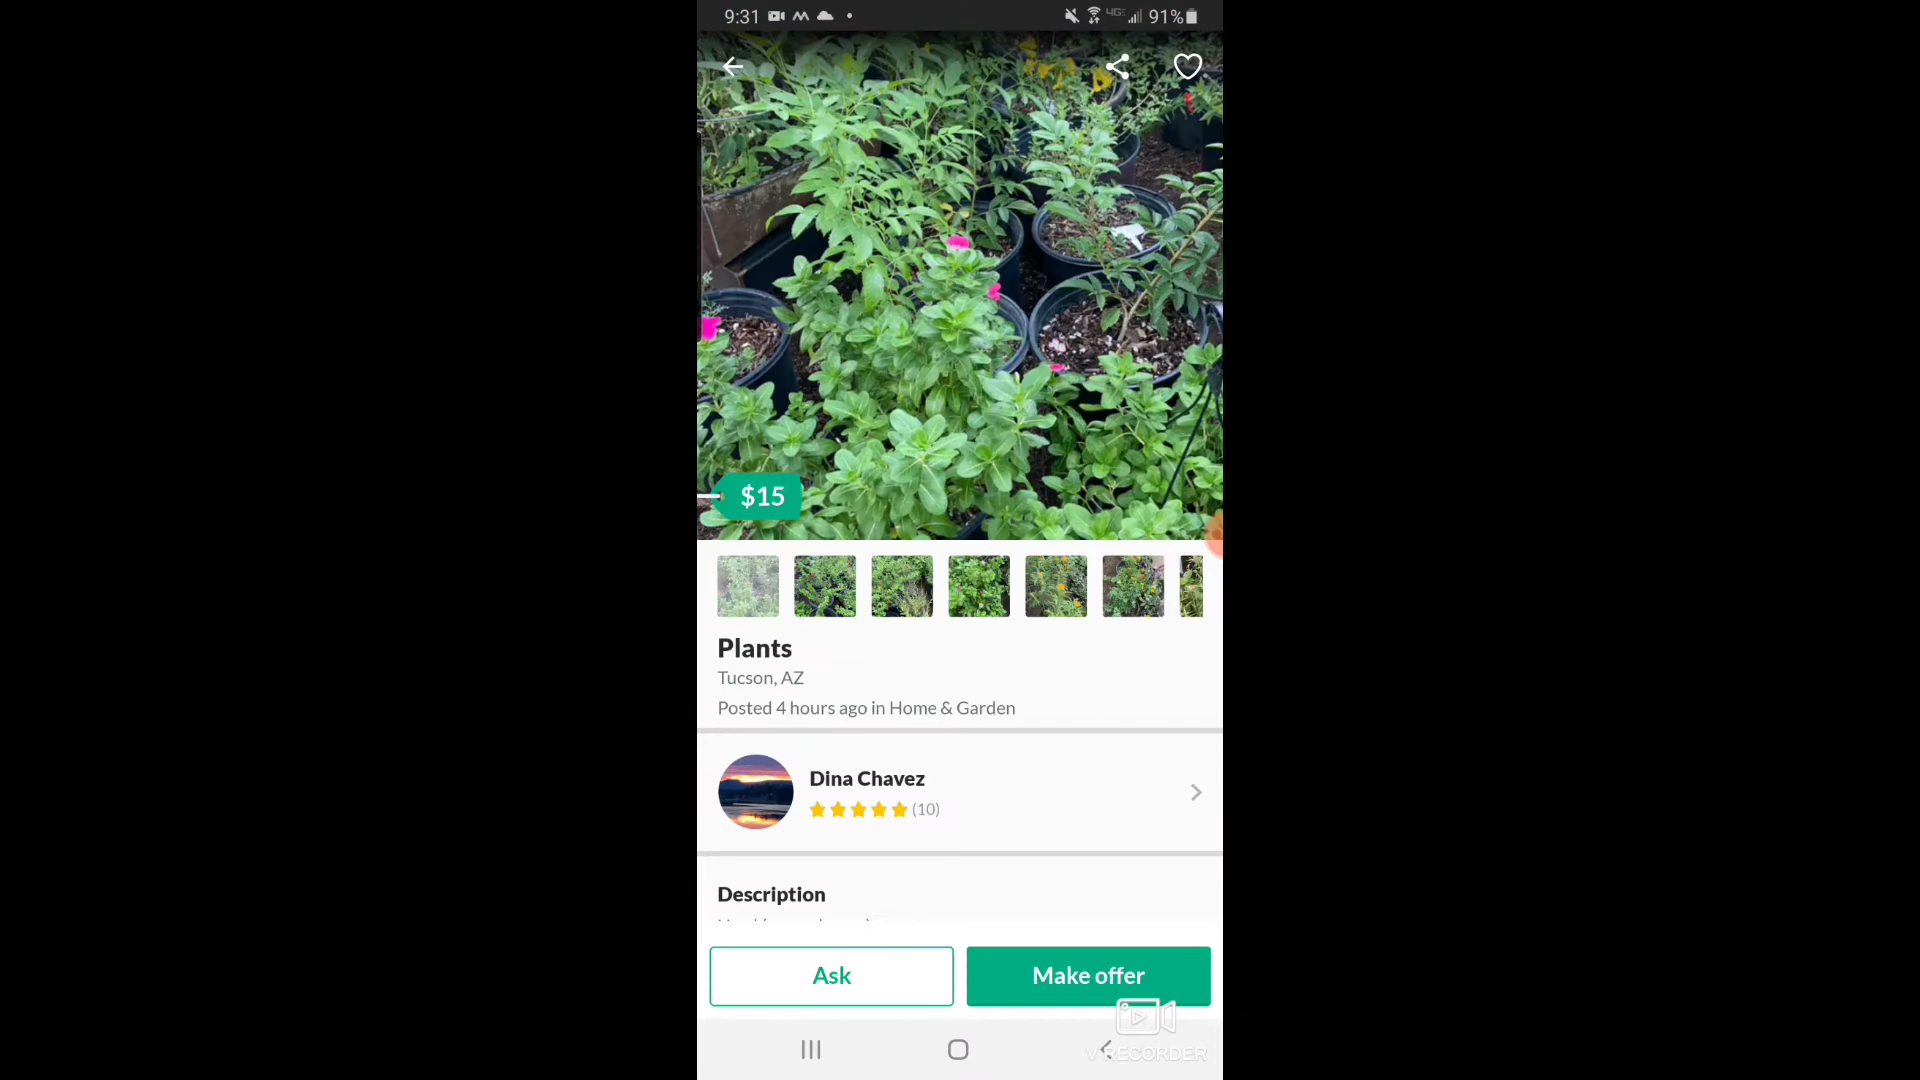 9:31
4G
91%
$15
Plants
Tucson, AZ
Posted 4 hours ago in Home & Garden
Dina Chavez
(10)
Description
Ask
Make offer
V RECORDER